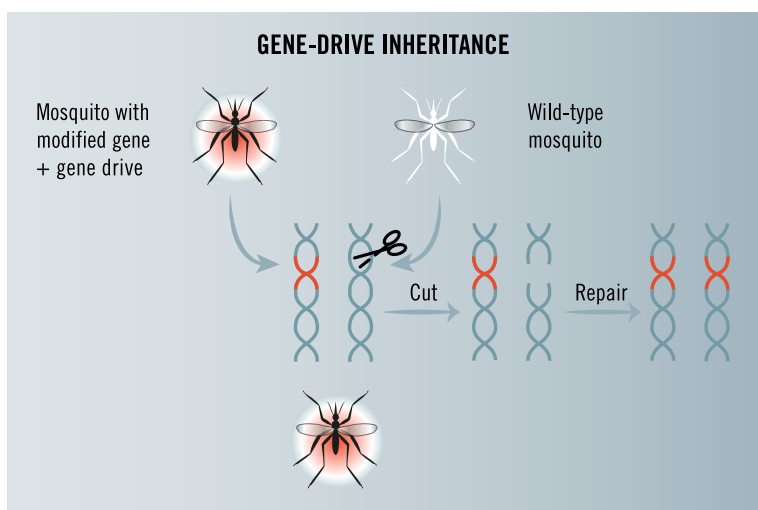 GENE-DRIVE INHERITANCE
Mosquito with
modified gene
+ gene drive
Wild-type
mosquito
Cut
Repair